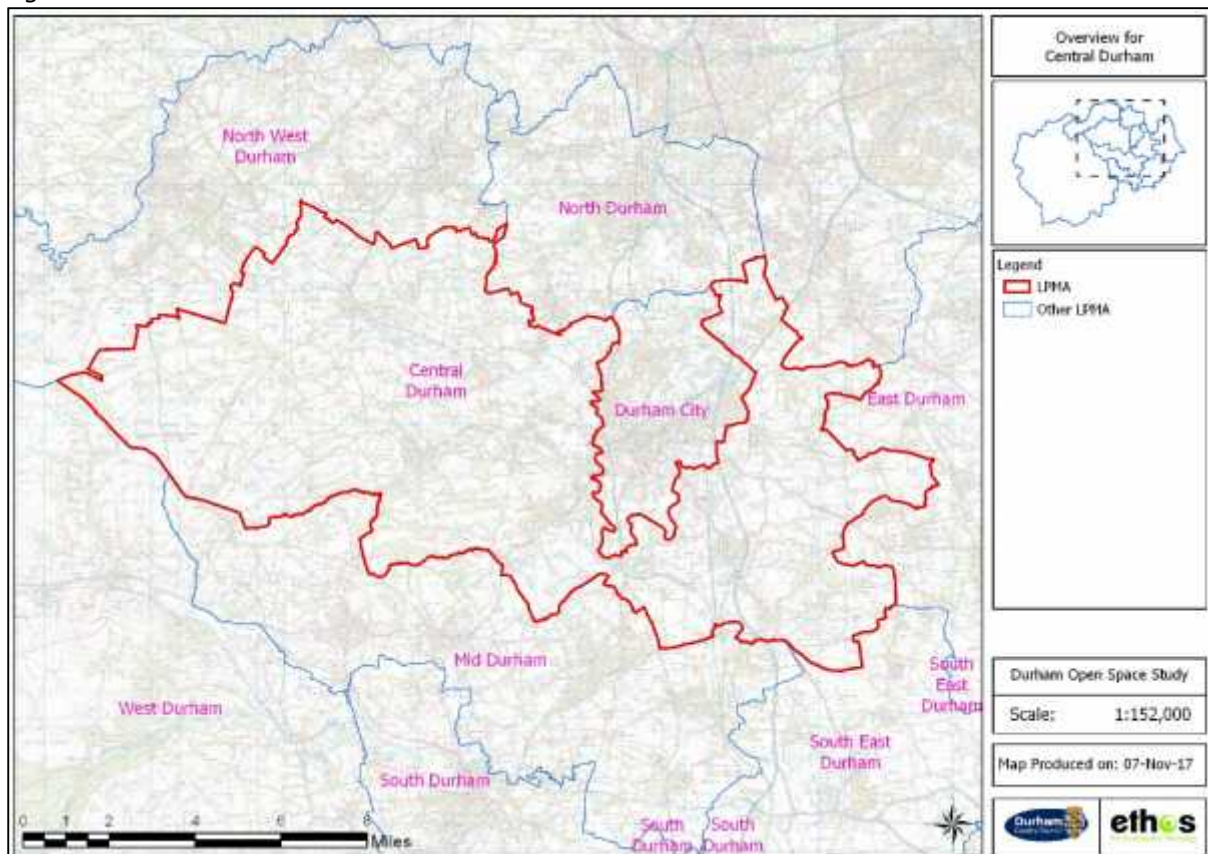 Overview for
Central Durham
North West
Durham
North Durham
Legend
LPMA
Other LPMA
Central
Durham
Durham City
East Durham
Mid Durham
West Durham
South
East
Durham
South East
Durham
South Durham
South
Durham
South
Durham
0 1 2 4 6 8
Miles
Durham Open Space Study
Scale: 1:152,000
Map Produced on: 07-Nov-17
Durham
ethos